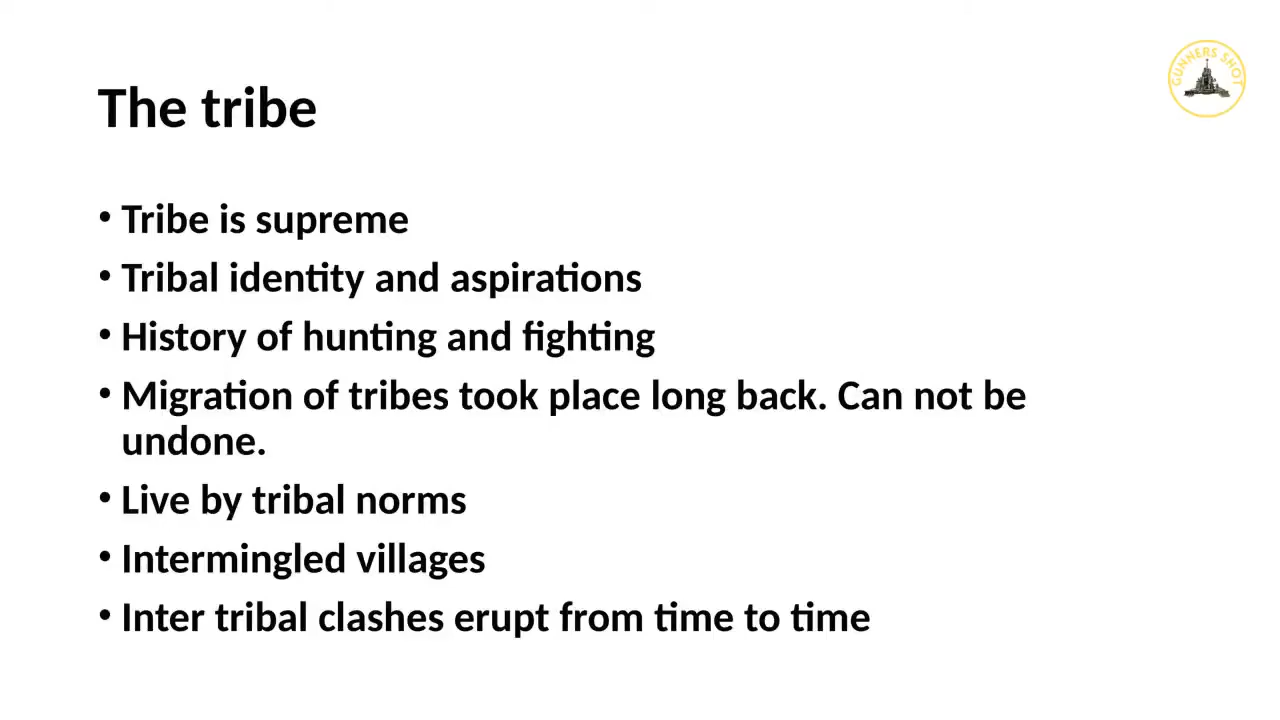 GUNNERS SHOT
The tribe
• Tribe is supreme
• Tribal identity and aspirations
• History of hunting and fighting
• Migration of tribes took place long back. Can not be
undone.
• Live by tribal norms
• Intermingled villages
• Inter tribal clashes erupt from time to time